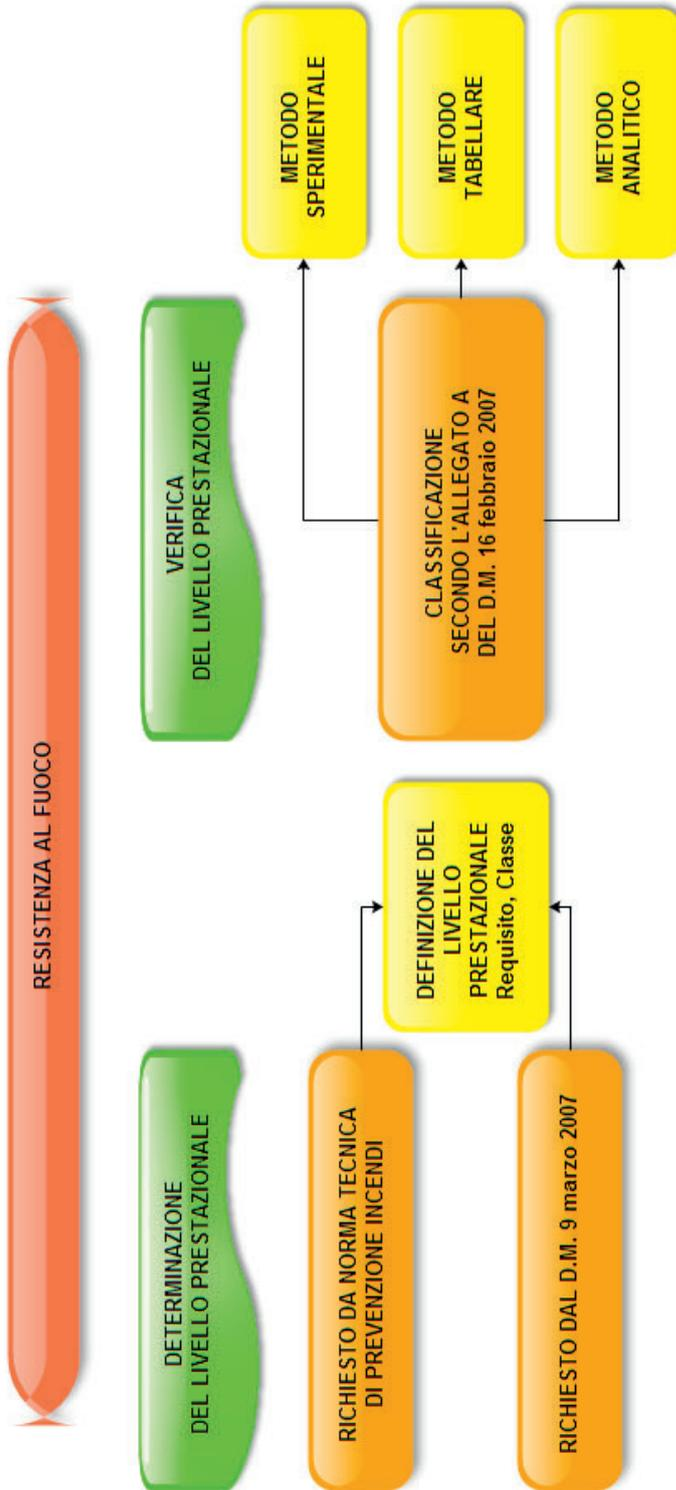 RESISTENZA AL FUOCO
DETERMINAZIONE
DEL LIVELLO PRESTAZIONALE
RICHIESTO DA NORMA TECNICA
DI PREVENZIONE INCENDI
RICHIESTO DAL D.M. 9 marzo 2007
DEFINIZIONE DEL
LIVELLO
PRESTAZIONALE
Requisito, Classe
VERIFICA
DEL LIVELLO PRESTAZIONALE
CLASSIFICAZIONE
SECONDO L'ALLEGATO A
DEL D.M. 16 febbraio 2007
METODO
SPERIMENTALE
METODO
TABELLARE
METODO
ANALITICO